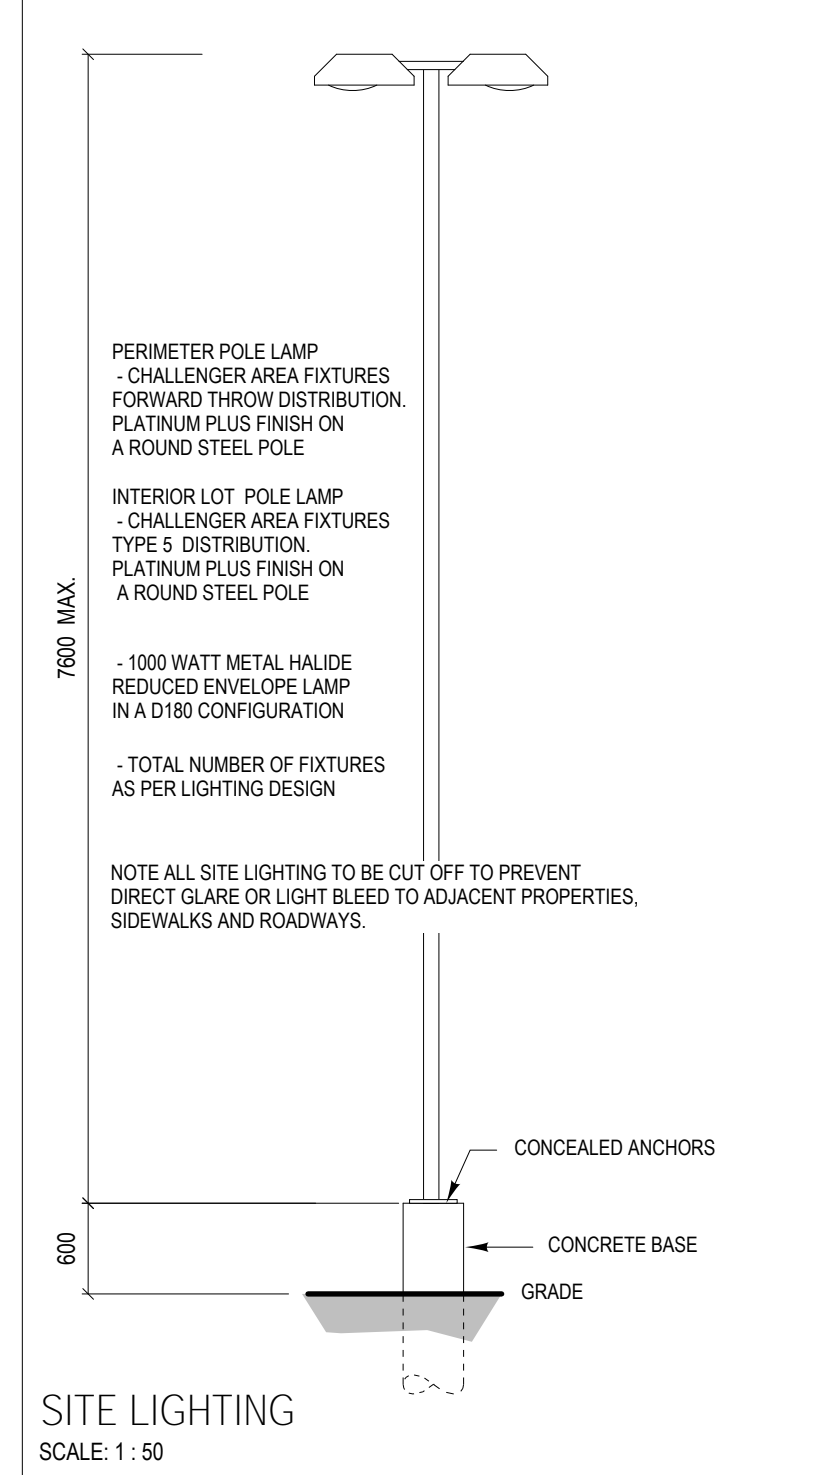 PERIMETER POLE LAMP
- CHALLENGER AREA FIXTURES
FORWARD THROW DISTRIBUTION.
PLATINUM PLUS FINISH ON
A ROUND STEEL POLE
INTERIOR LOT POLE LAMP
- CHALLENGER AREA FIXTURES
TYPE 5 DISTRIBUTION.
PLATINUM PLUS FINISH ON
A ROUND STEEL POLE
7600 MAX.
- 1000 WATT METAL HALIDE
REDUCED ENVELOPE LAMP
IN A D180 CONFIGURATION
- TOTAL NUMBER OF FIXTURES
AS PER LIGHTING DESIGN
NOTE ALL SITE LIGHTING TO BE CUT OFF TO PREVENT
DIRECT GLARE OR LIGHT BLEED TO ADJACENT PROPERTIES,
SIDEWALKS AND ROADWAYS.
CONCEALED ANCHORS
600
CONCRETE BASE
GRADE
SITE LIGHTING
SCALE: 1 : 50